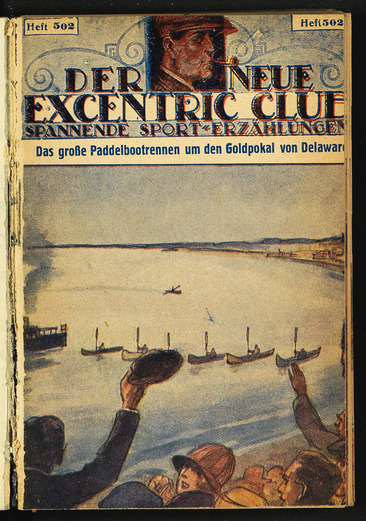 Heft 502
Heft 502
DER NEUE
EXCENTRIC CLUB
SPANNENDE SPORT-ERZÄHLUNGEN
Das große Paddelbootrennen um den Goldpokal von Delaware